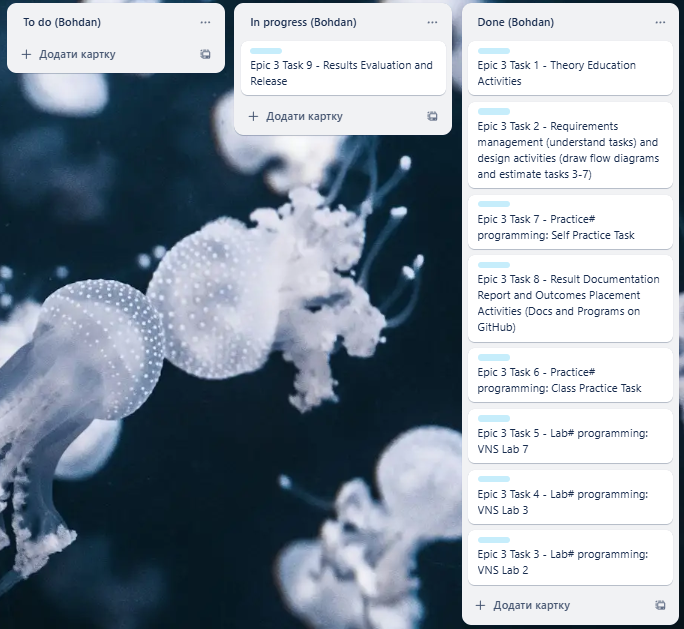 To do (Bohdan)
Додати картку
In progress (Bohdan)
Epic 3 Task 9 - Results Evaluation and
Release
Додати картку
Done (Bohdan)
Epic 3 Task 1 - Theory Education
Activities
Epic 3 Task 2 - Requirements
management (understand tasks) and
design activities (draw flow diagrams
and estimate tasks 3-7)
Epic 3 Task 7 - Practice#
programming: Self Practice Task
Epic 3 Task 8 - Result Documentation
Report and Outcomes Placement
Activities (Docs and Programs on
GitHub)
Epic 3 Task 6 - Practice#
programming: Class Practice Task
Epic 3 Task 5 - Lab# programming:
VNS Lab 7
Epic 3 Task 4 - Lab# programming:
VNS Lab 3
Epic 3 Task 3 - Lab# programming:
VNS Lab 2
Додати картку